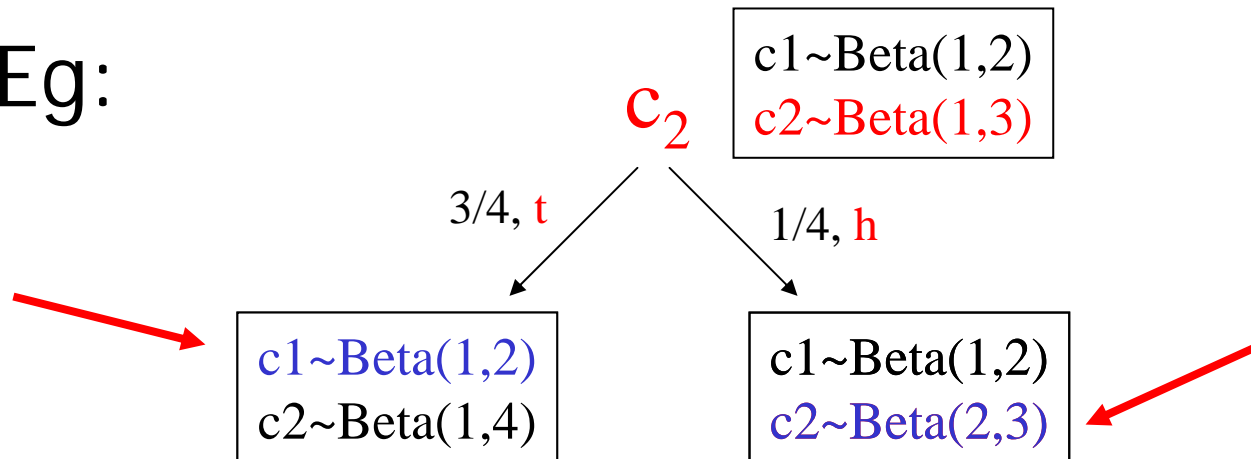 Eg:
c1~Beta(1,2)
c2~Beta(1,3)
c₂
3/4, t
1/4, h
c1~Beta(1,2)
c2~Beta(1,4)
c1~Beta(1,2)
c2~Beta(2,3)